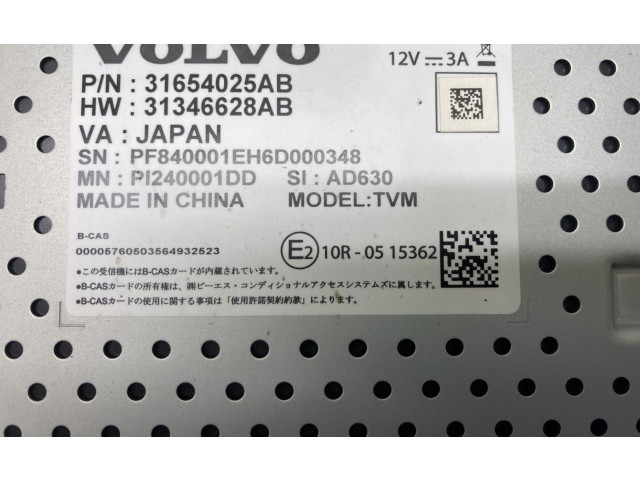 VOLVO
12V ⎓ 3A
P/N : 31654025AB
HW : 31346628AB
VA : JAPAN
SN : PF840001EH6D000348
MN : PI240001DD SI : AD630
MADE IN CHINA MODEL:TVM
B-CAS
00005760503564932523
E2 10R - 05 15362
•この受信機にはB-CASカードが内蔵されています。
•B-CASカードの所有権は、㈱ビーエス・コンディショナルアクセスシステムズに属します。
•B-CASカードの使用に関する事項は「使用許諾契約約款」によります。